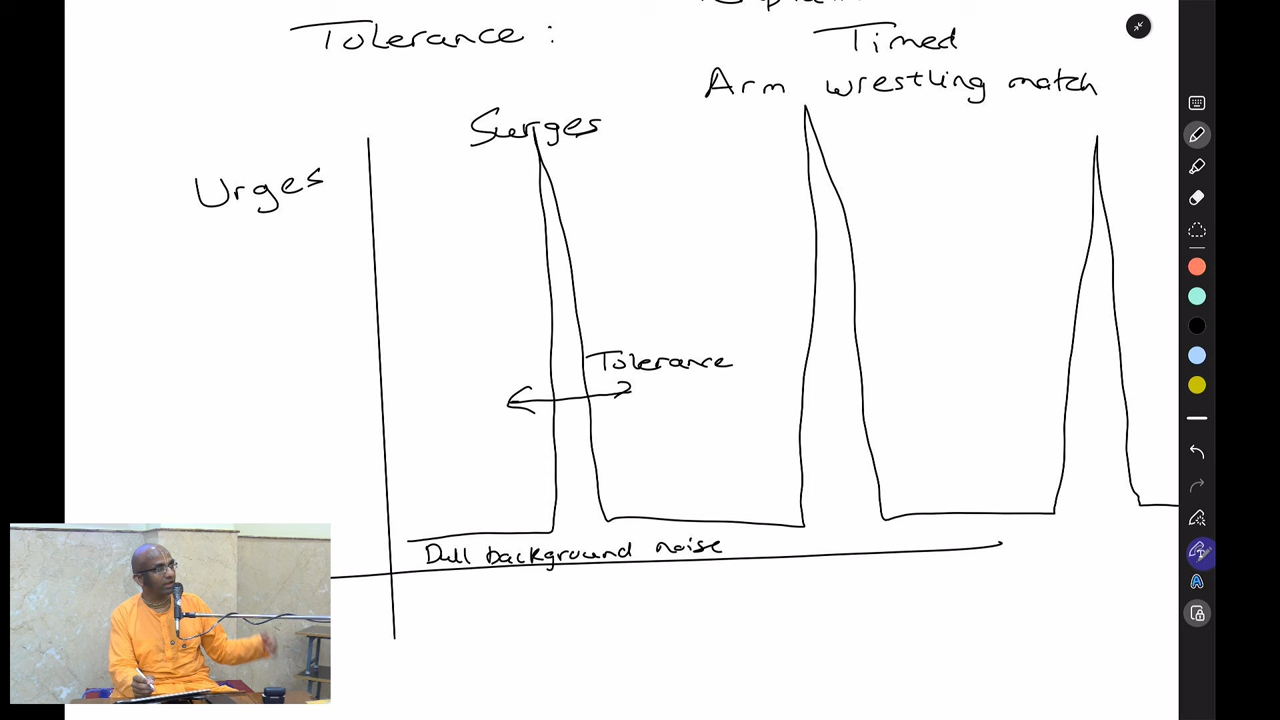 Tolerance :
Timed
Arm wrestling match
Surges
Urges
Tolerance
Dull background noise